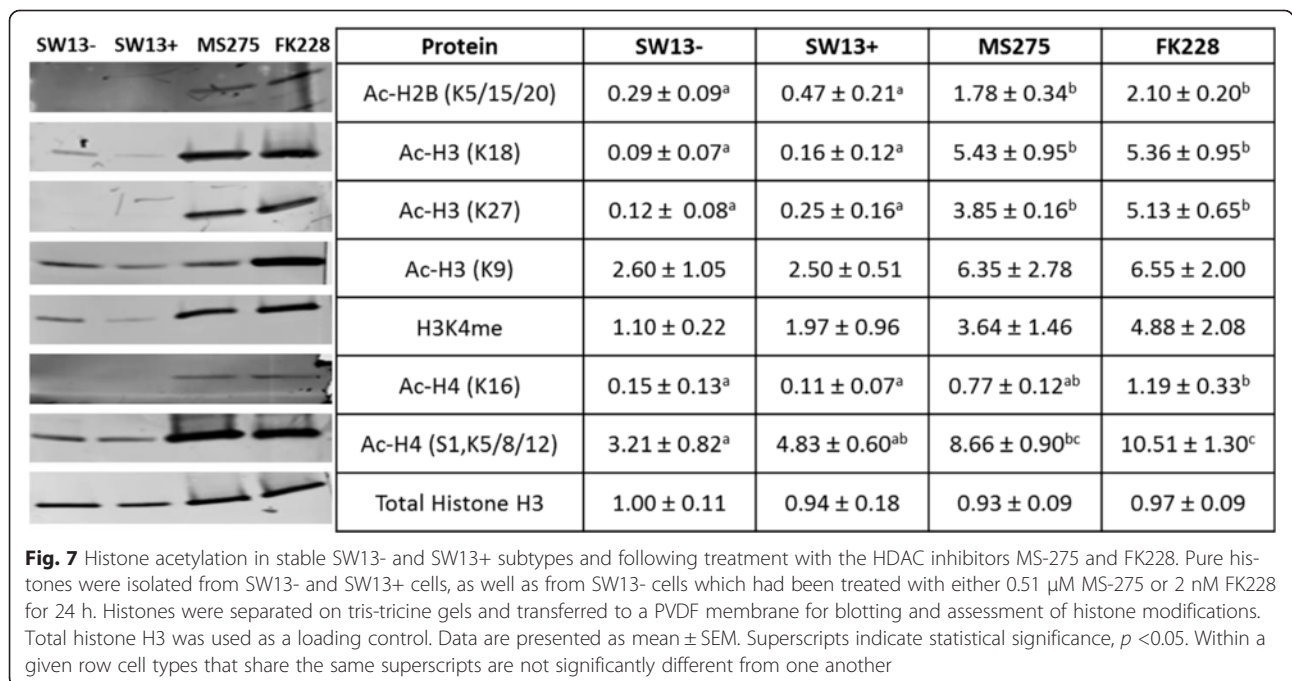 SW13- SW13+ MS275 FK228
Protein SW13- SW13+ MS275 FK228
Ac-H2B (K5/15/20) 0.29 ± 0.09ᵃ 0.47 ± 0.21ᵃ 1.78 ± 0.34ᵇ 2.10 ± 0.20ᵇ
Ac-H3 (K18) 0.09 ± 0.07ᵃ 0.16 ± 0.12ᵃ 5.43 ± 0.95ᵇ 5.36 ± 0.95ᵇ
Ac-H3 (K27) 0.12 ± 0.08ᵃ 0.25 ± 0.16ᵃ 3.85 ± 0.16ᵇ 5.13 ± 0.65ᵇ
Ac-H3 (K9) 2.60 ± 1.05 2.50 ± 0.51 6.35 ± 2.78 6.55 ± 2.00
H3K4me 1.10 ± 0.22 1.97 ± 0.96 3.64 ± 1.46 4.88 ± 2.08
Ac-H4 (K16) 0.15 ± 0.13ᵃ 0.11 ± 0.07ᵃ 0.77 ± 0.12ᵃᵇ 1.19 ± 0.33ᵇ
Ac-H4 (S1,K5/8/12) 3.21 ± 0.82ᵃ 4.83 ± 0.60ᵃᵇ 8.66 ± 0.90ᵇᶜ 10.51 ± 1.30ᶜ
Total Histone H3 1.00 ± 0.11 0.94 ± 0.18 0.93 ± 0.09 0.97 ± 0.09
Fig. 7 Histone acetylation in stable SW13- and SW13+ subtypes and following treatment with the HDAC inhibitors MS-275 and FK228. Pure his-
tones were isolated from SW13- and SW13+ cells, as well as from SW13- cells which had been treated with either 0.51 μM MS-275 or 2 nM FK228
for 24 h. Histones were separated on tris-tricine gels and transferred to a PVDF membrane for blotting and assessment of histone modifications.
Total histone H3 was used as a loading control. Data are presented as mean ± SEM. Superscripts indicate statistical significance, p <0.05. Within a
given row cell types that share the same superscripts are not significantly different from one another